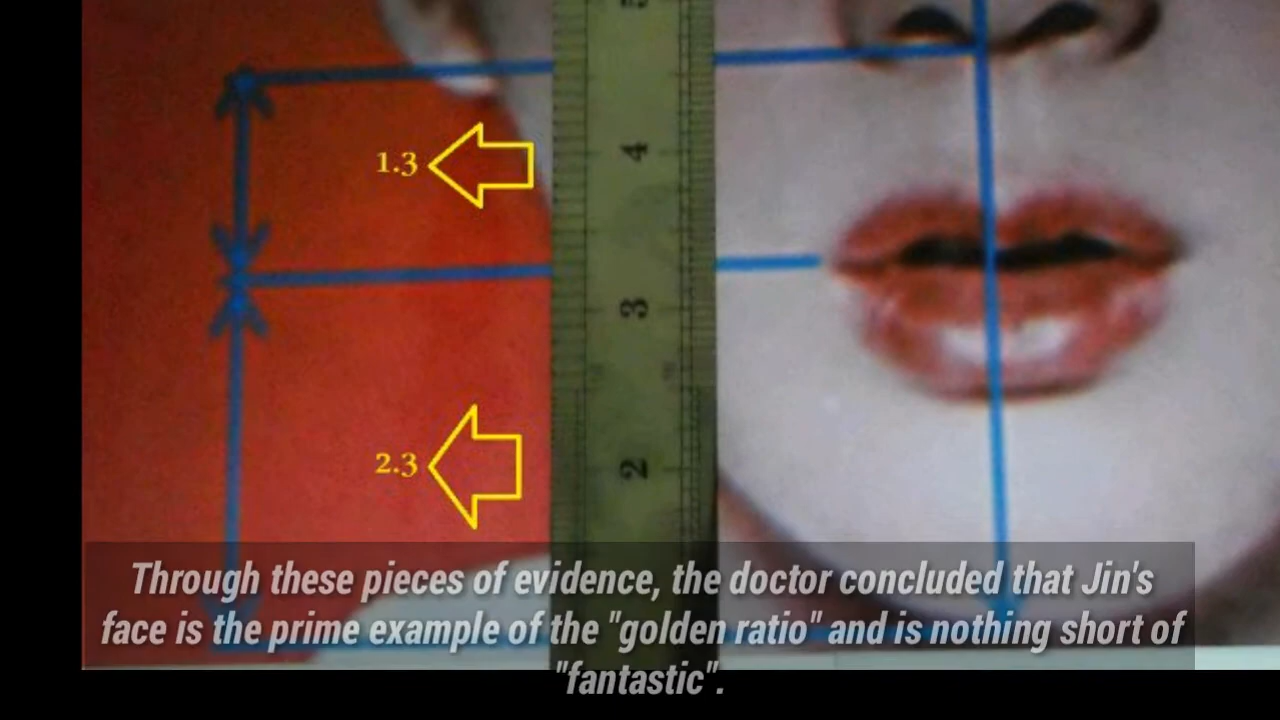 1.3
4
3
2.3
2
Through these pieces of evidence, the doctor concluded that Jin's
face is the prime example of the "golden ratio" and is nothing short of
"fantastic".